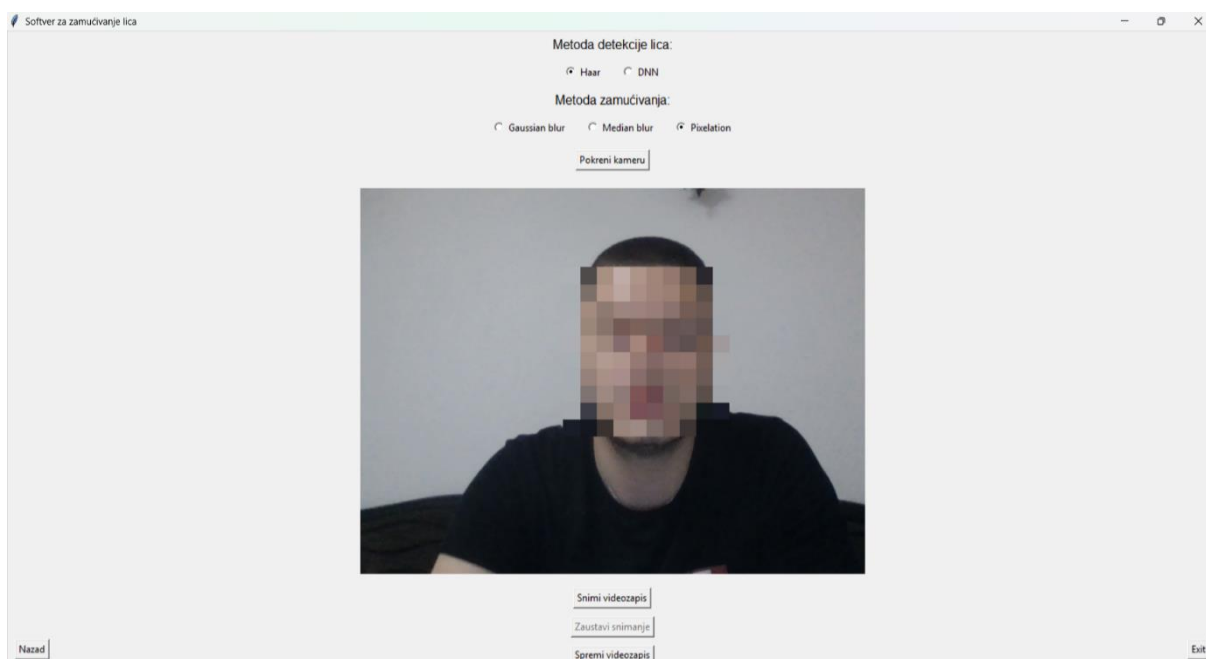 Softver za zamućivanje lica
Metoda detekcije lica:
Haar DNN
Metoda zamućivanja:
Gaussian blur Median blur Pixelation
Pokreni kameru
Snimi videozapis
Zaustavi snimanje
Nazad Spremi videozapis Exit